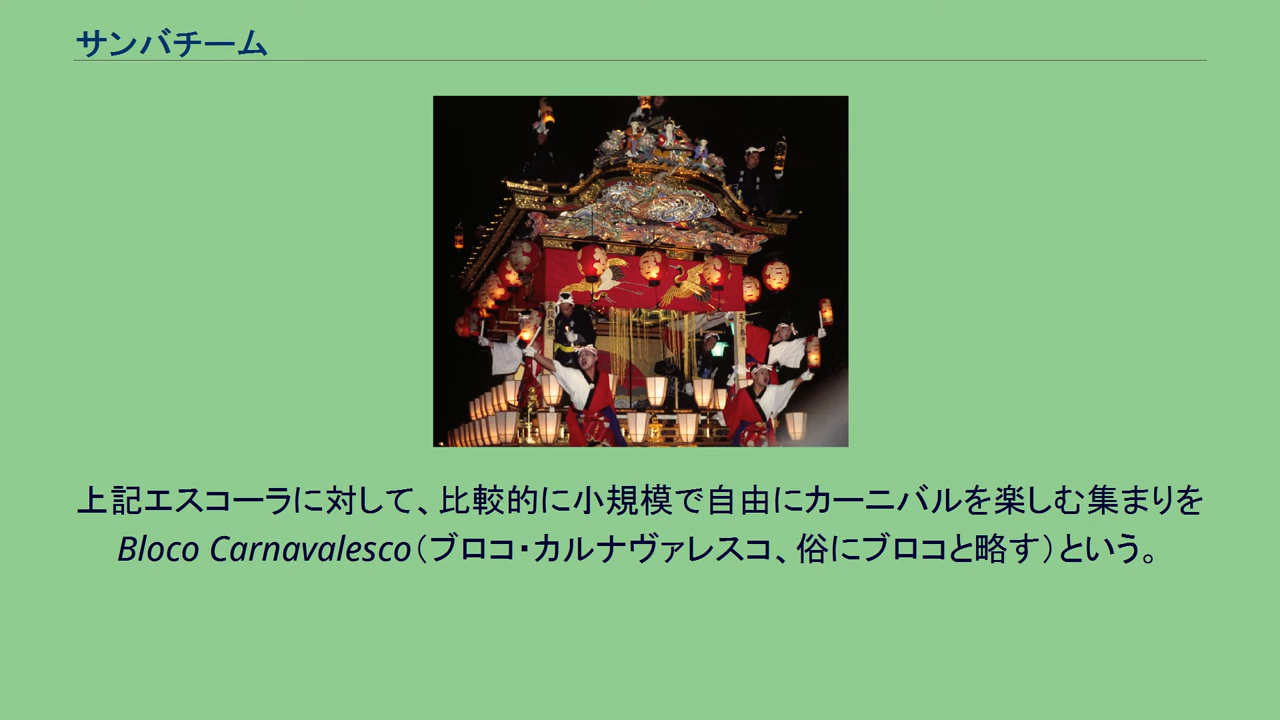 サンバチーム
上記エスコーラに対して、比較的に小規模で自由にカーニバルを楽しむ集まりを
Bloco Carnavalesco（ブロコ・カルナヴァレスコ、俗にブロコと略す）という。